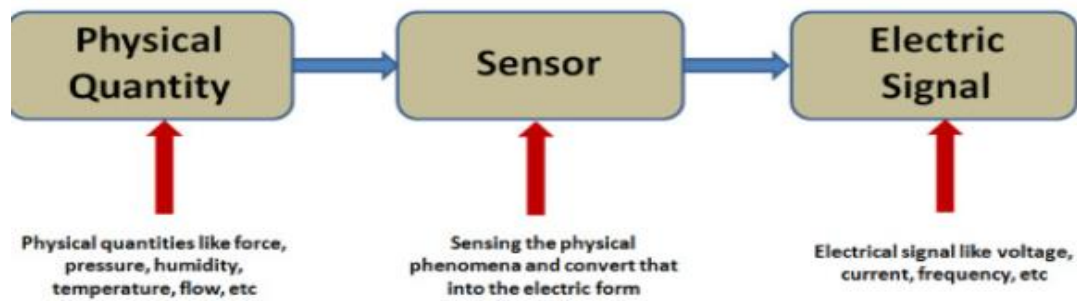 Physical
Quantity
Sensor
Electric
Signal
Physical quantities like force,
pressure, humidity,
temperature, flow, etc
Sensing the physical
phenomena and convert that
into the electric form
Electrical signal like voltage,
current, frequency, etc